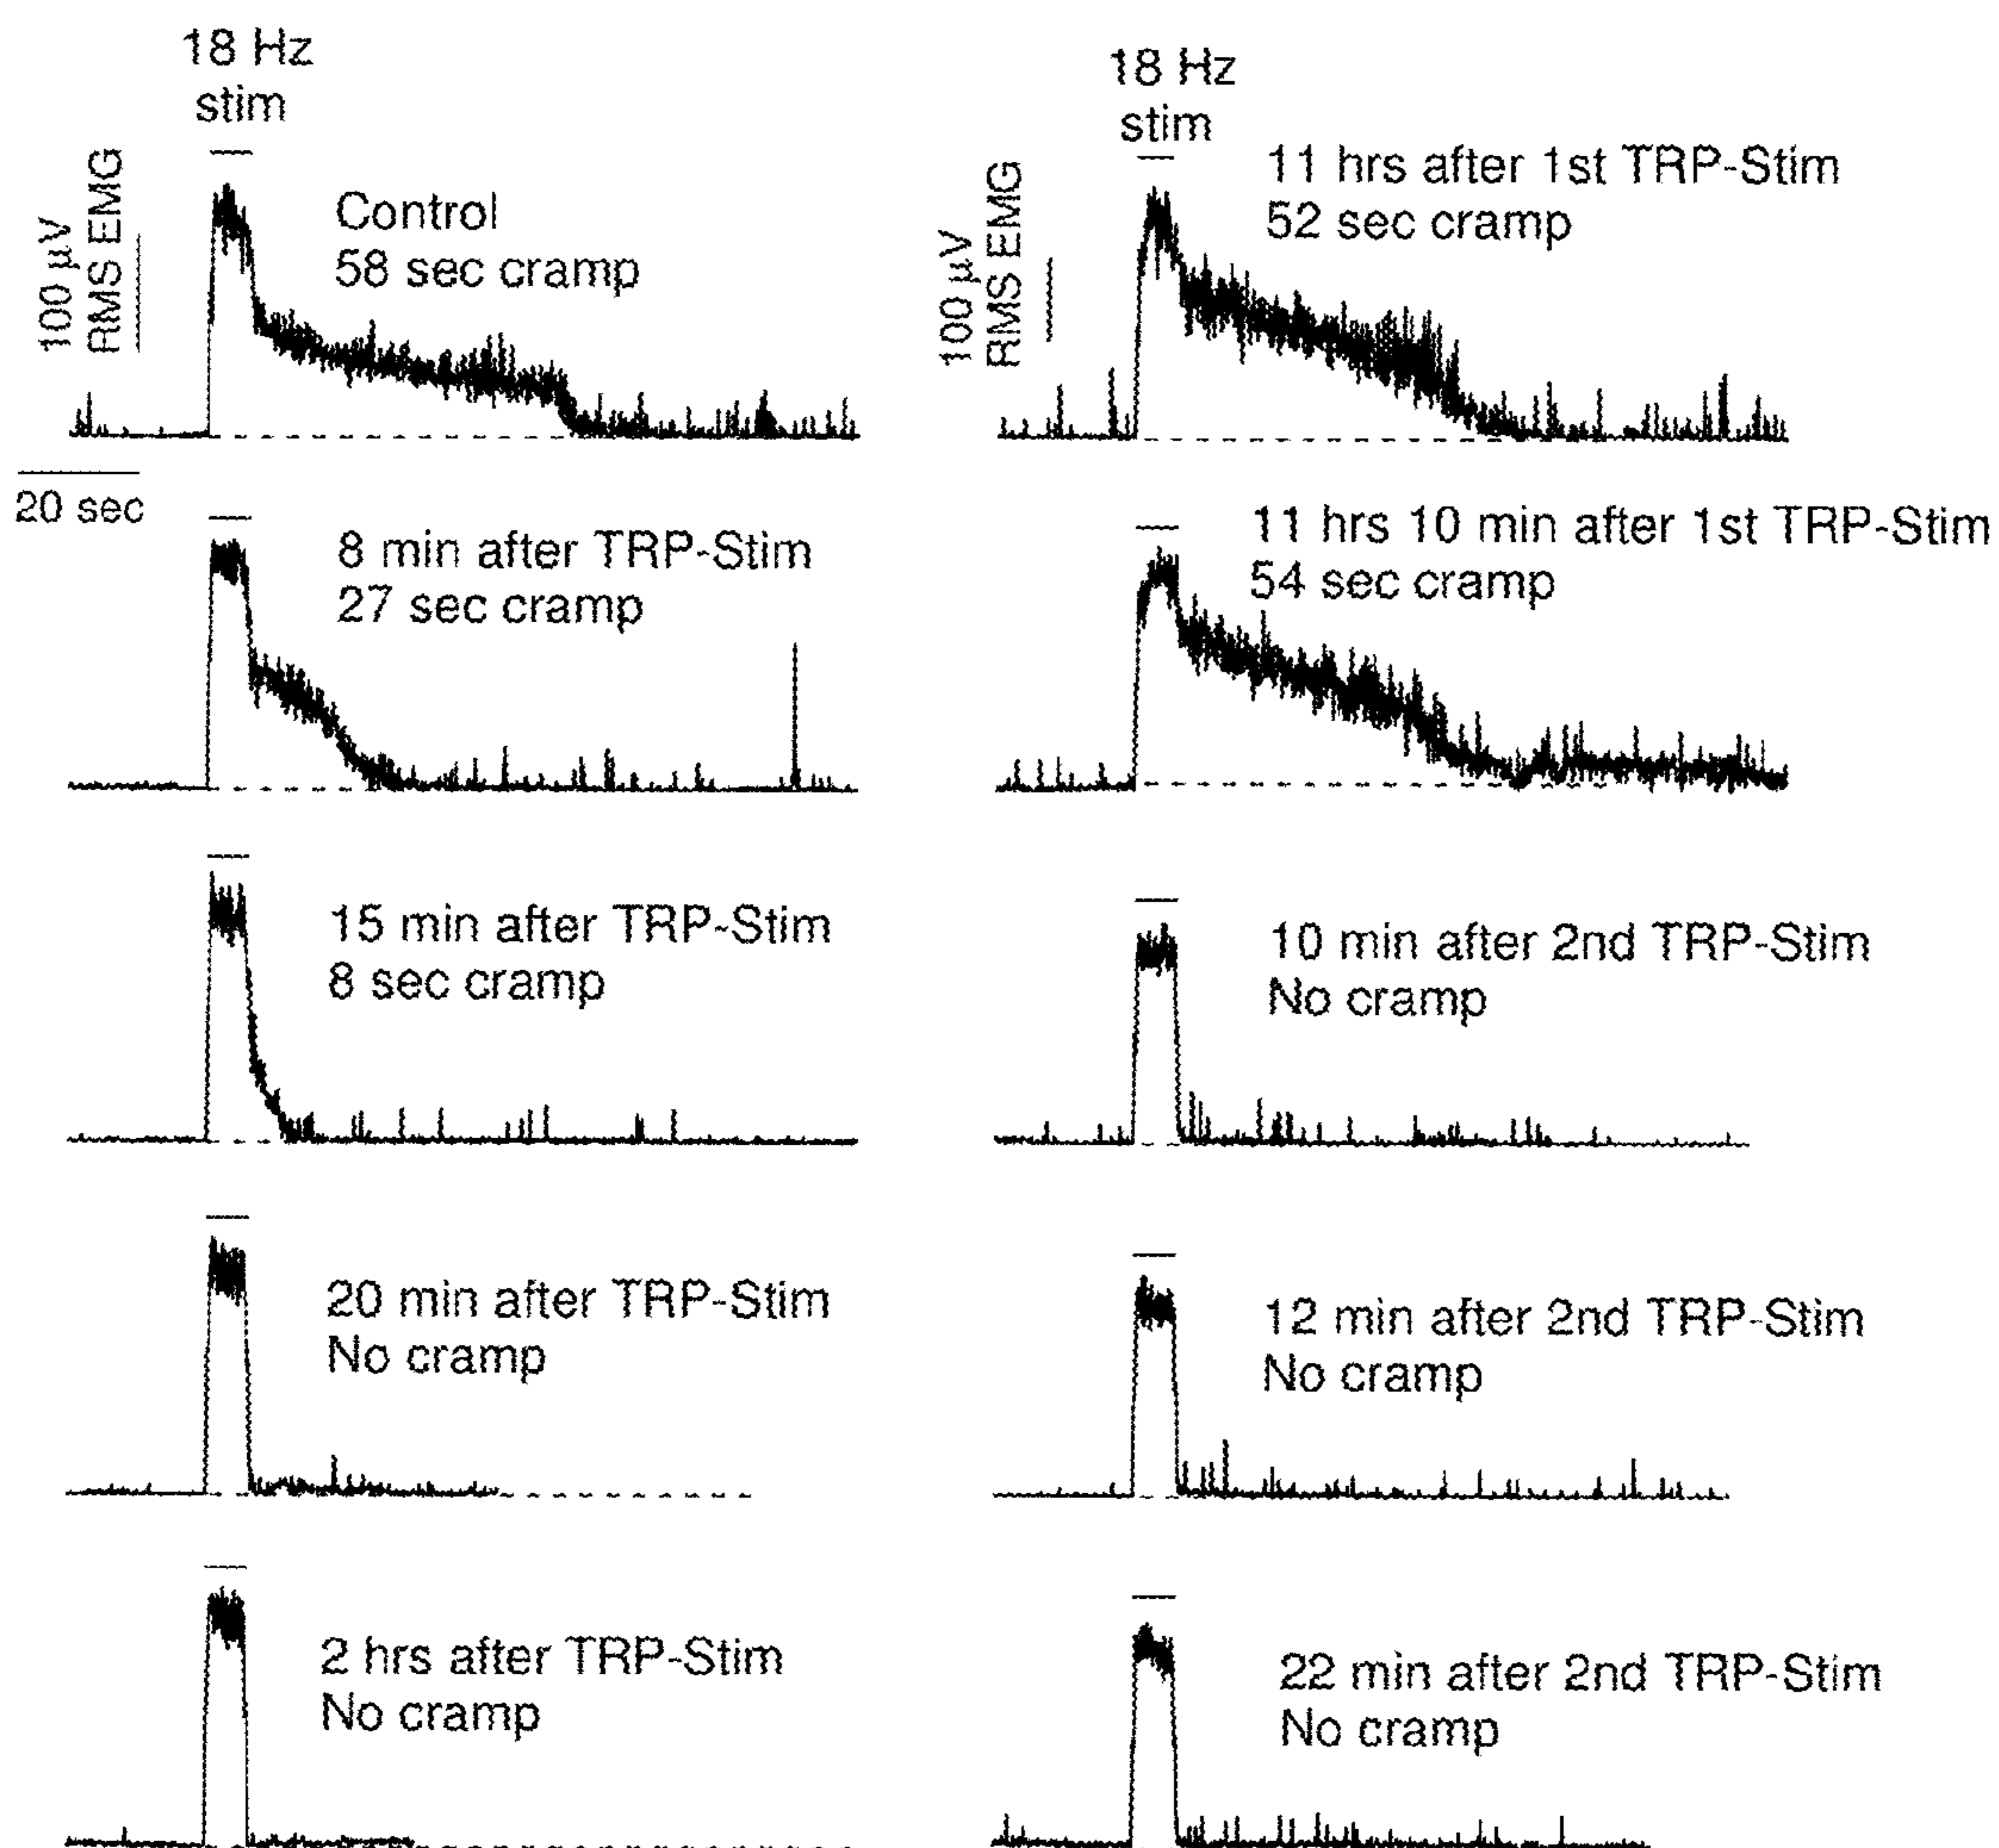 18 Hz
stim
100 µV
RMS EMG
Control
58 sec cramp
20 sec
8 min after TRP-Stim
27 sec cramp
15 min after TRP-Stim
8 sec cramp
20 min after TRP-Stim
No cramp
2 hrs after TRP-Stim
No cramp
18 Hz
stim
100 µV
RMS EMG
11 hrs after 1st TRP-Stim
52 sec cramp
11 hrs 10 min after 1st TRP-Stim
54 sec cramp
10 min after 2nd TRP-Stim
No cramp
12 min after 2nd TRP-Stim
No cramp
22 min after 2nd TRP-Stim
No cramp